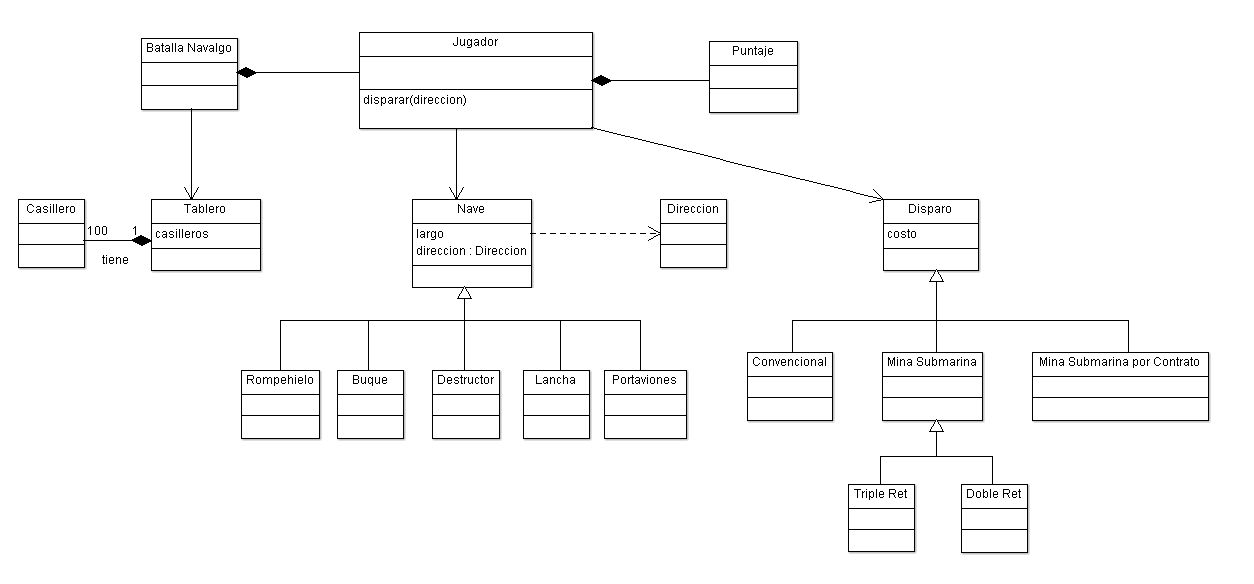 Batalla Navalgo
Jugador
disparar(direccion)
Puntaje
Casillero
100
1
tiene
Tablero
casilleros
Nave
largo
direccion : Direccion
Direccion
Disparo
costo
Rompehielo
Buque
Destructor
Lancha
Portaviones
Convencional
Mina Submarina
Mina Submarina por Contrato
Triple Ret
Doble Ret